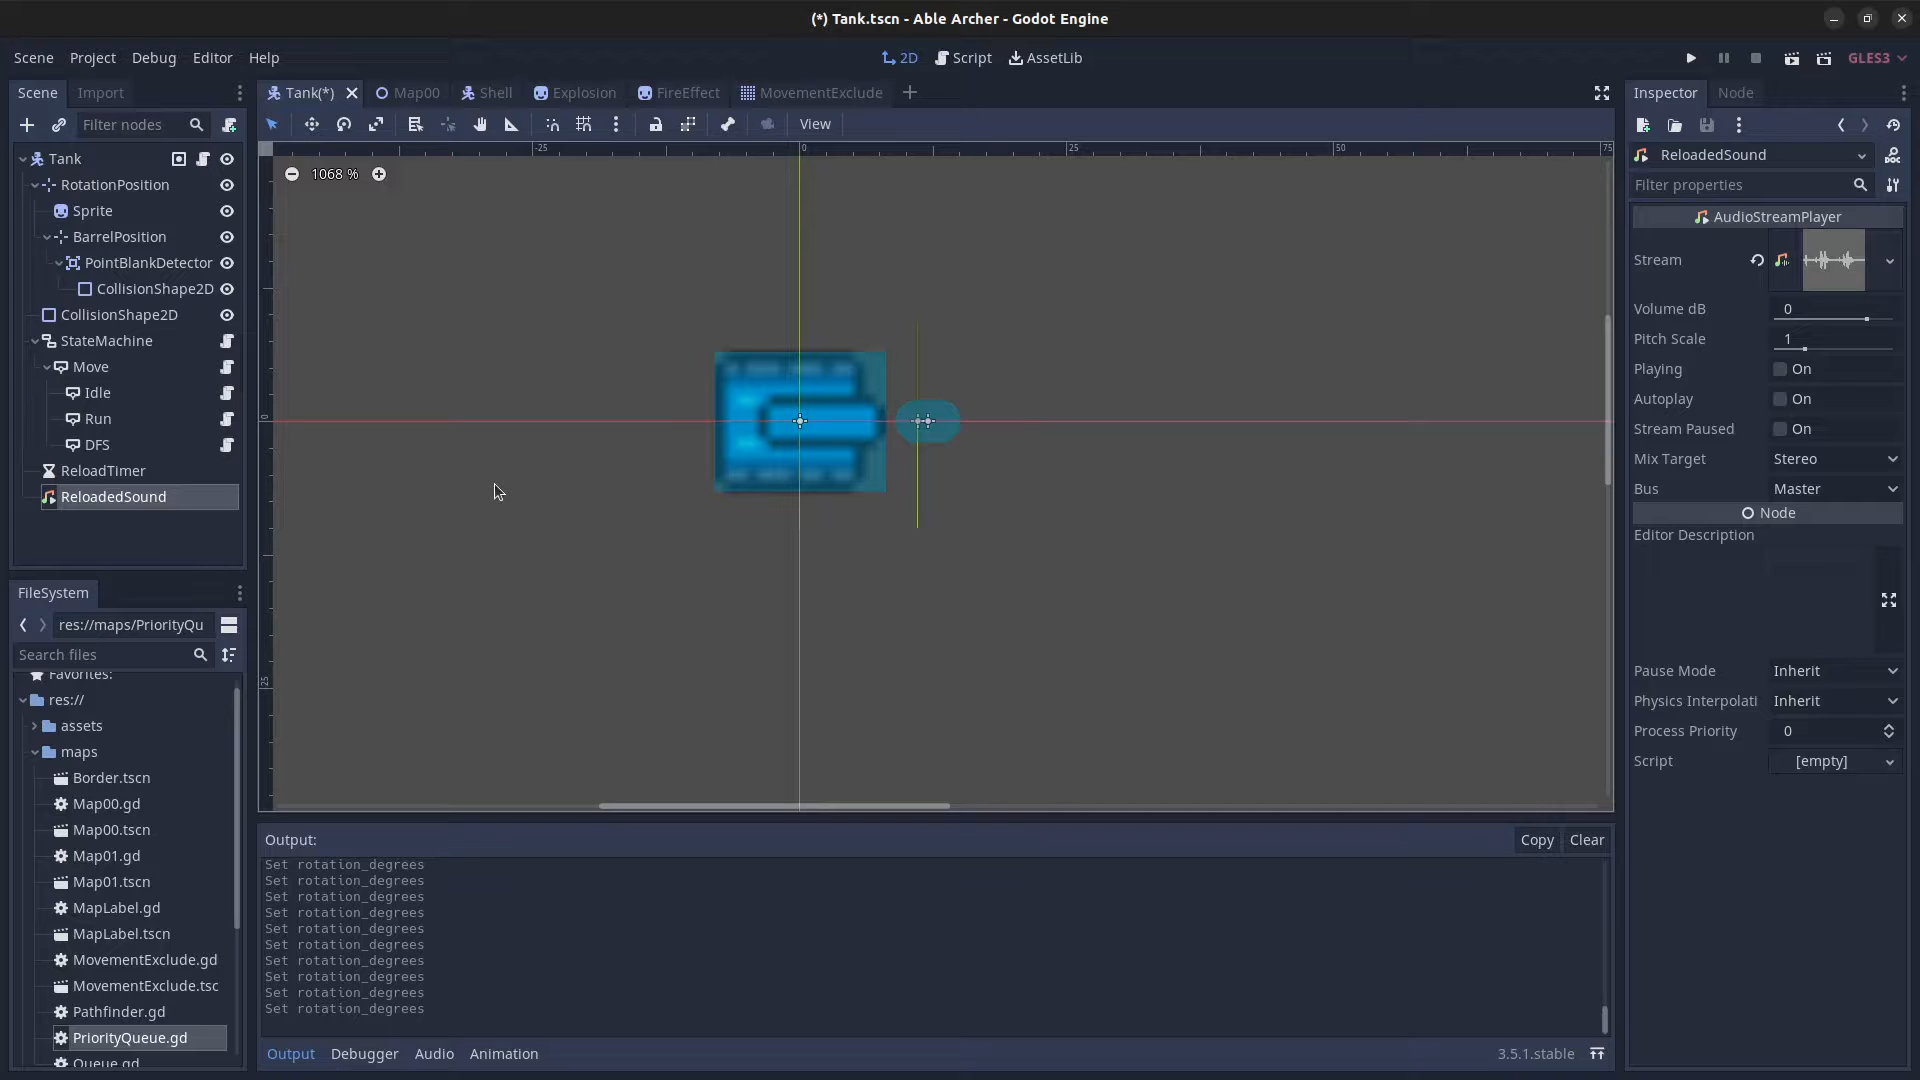 (*) Tank.tscn - Able Archer - Godot Engine
Scene Project Debug Editor Help
2D Script AssetLib
GLES3
Scene Import
Filter nodes
Tank
RotationPosition
Sprite
BarrelPosition
PointBlankDetector
CollisionShape2D
CollisionShape2D
StateMachine
Move
Idle
Run
DFS
ReloadTimer
ReloadedSound
FileSystem
res://maps/PriorityQu
Search files
Favorites:
res://
assets
maps
Border.tscn
Map00.gd
Map00.tscn
Map01.gd
Map01.tscn
MapLabel.gd
MapLabel.tscn
MovementExclude.gd
MovementExclude.tsc
Pathfinder.gd
PriorityQueue.gd
Queue.gd
Tank(*) Map00 Shell Explosion FireEffect MovementExclude
View
-25 0 25 50 75
1068 %
0
25
Output:
Copy Clear
Set rotation_degrees
Set rotation_degrees
Set rotation_degrees
Set rotation_degrees
Set rotation_degrees
Set rotation_degrees
Set rotation_degrees
Set rotation_degrees
Set rotation_degrees
Set rotation_degrees
Output Debugger Audio Animation
3.5.1.stable
Inspector Node
ReloadedSound
Filter properties
AudioStreamPlayer
Stream
Volume dB 0
Pitch Scale 1
Playing On
Autoplay On
Stream Paused On
Mix Target Stereo
Bus Master
Node
Editor Description
Pause Mode Inherit
Physics Interpolati Inherit
Process Priority 0
Script [empty]